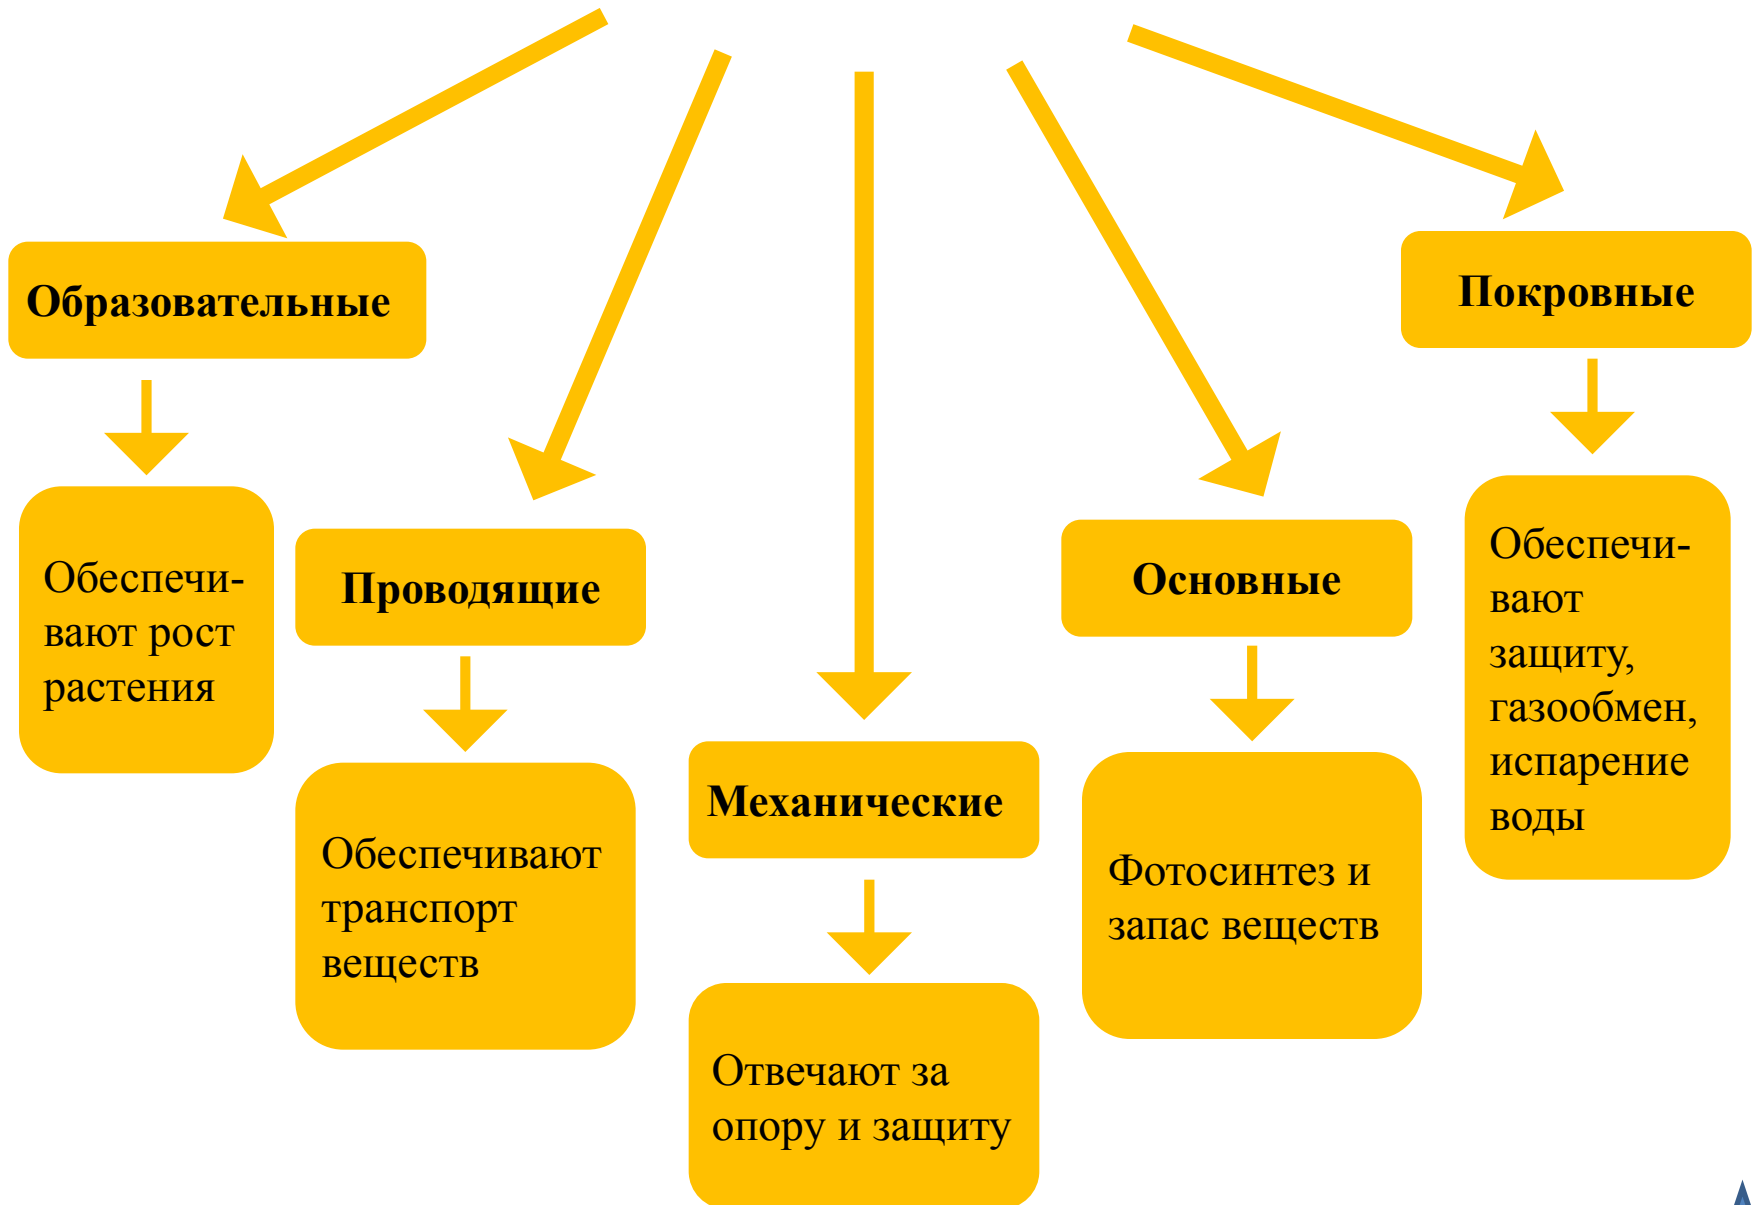 Образовательные
Обеспечи-
вают рост
растения
Проводящие
Обеспечивают
транспорт
веществ
Механические
Отвечают за
опору и защиту
Основные
Фотосинтез и
запас веществ
Покровные
Обеспечи-
вают
защиту,
газообмен,
испарение
воды